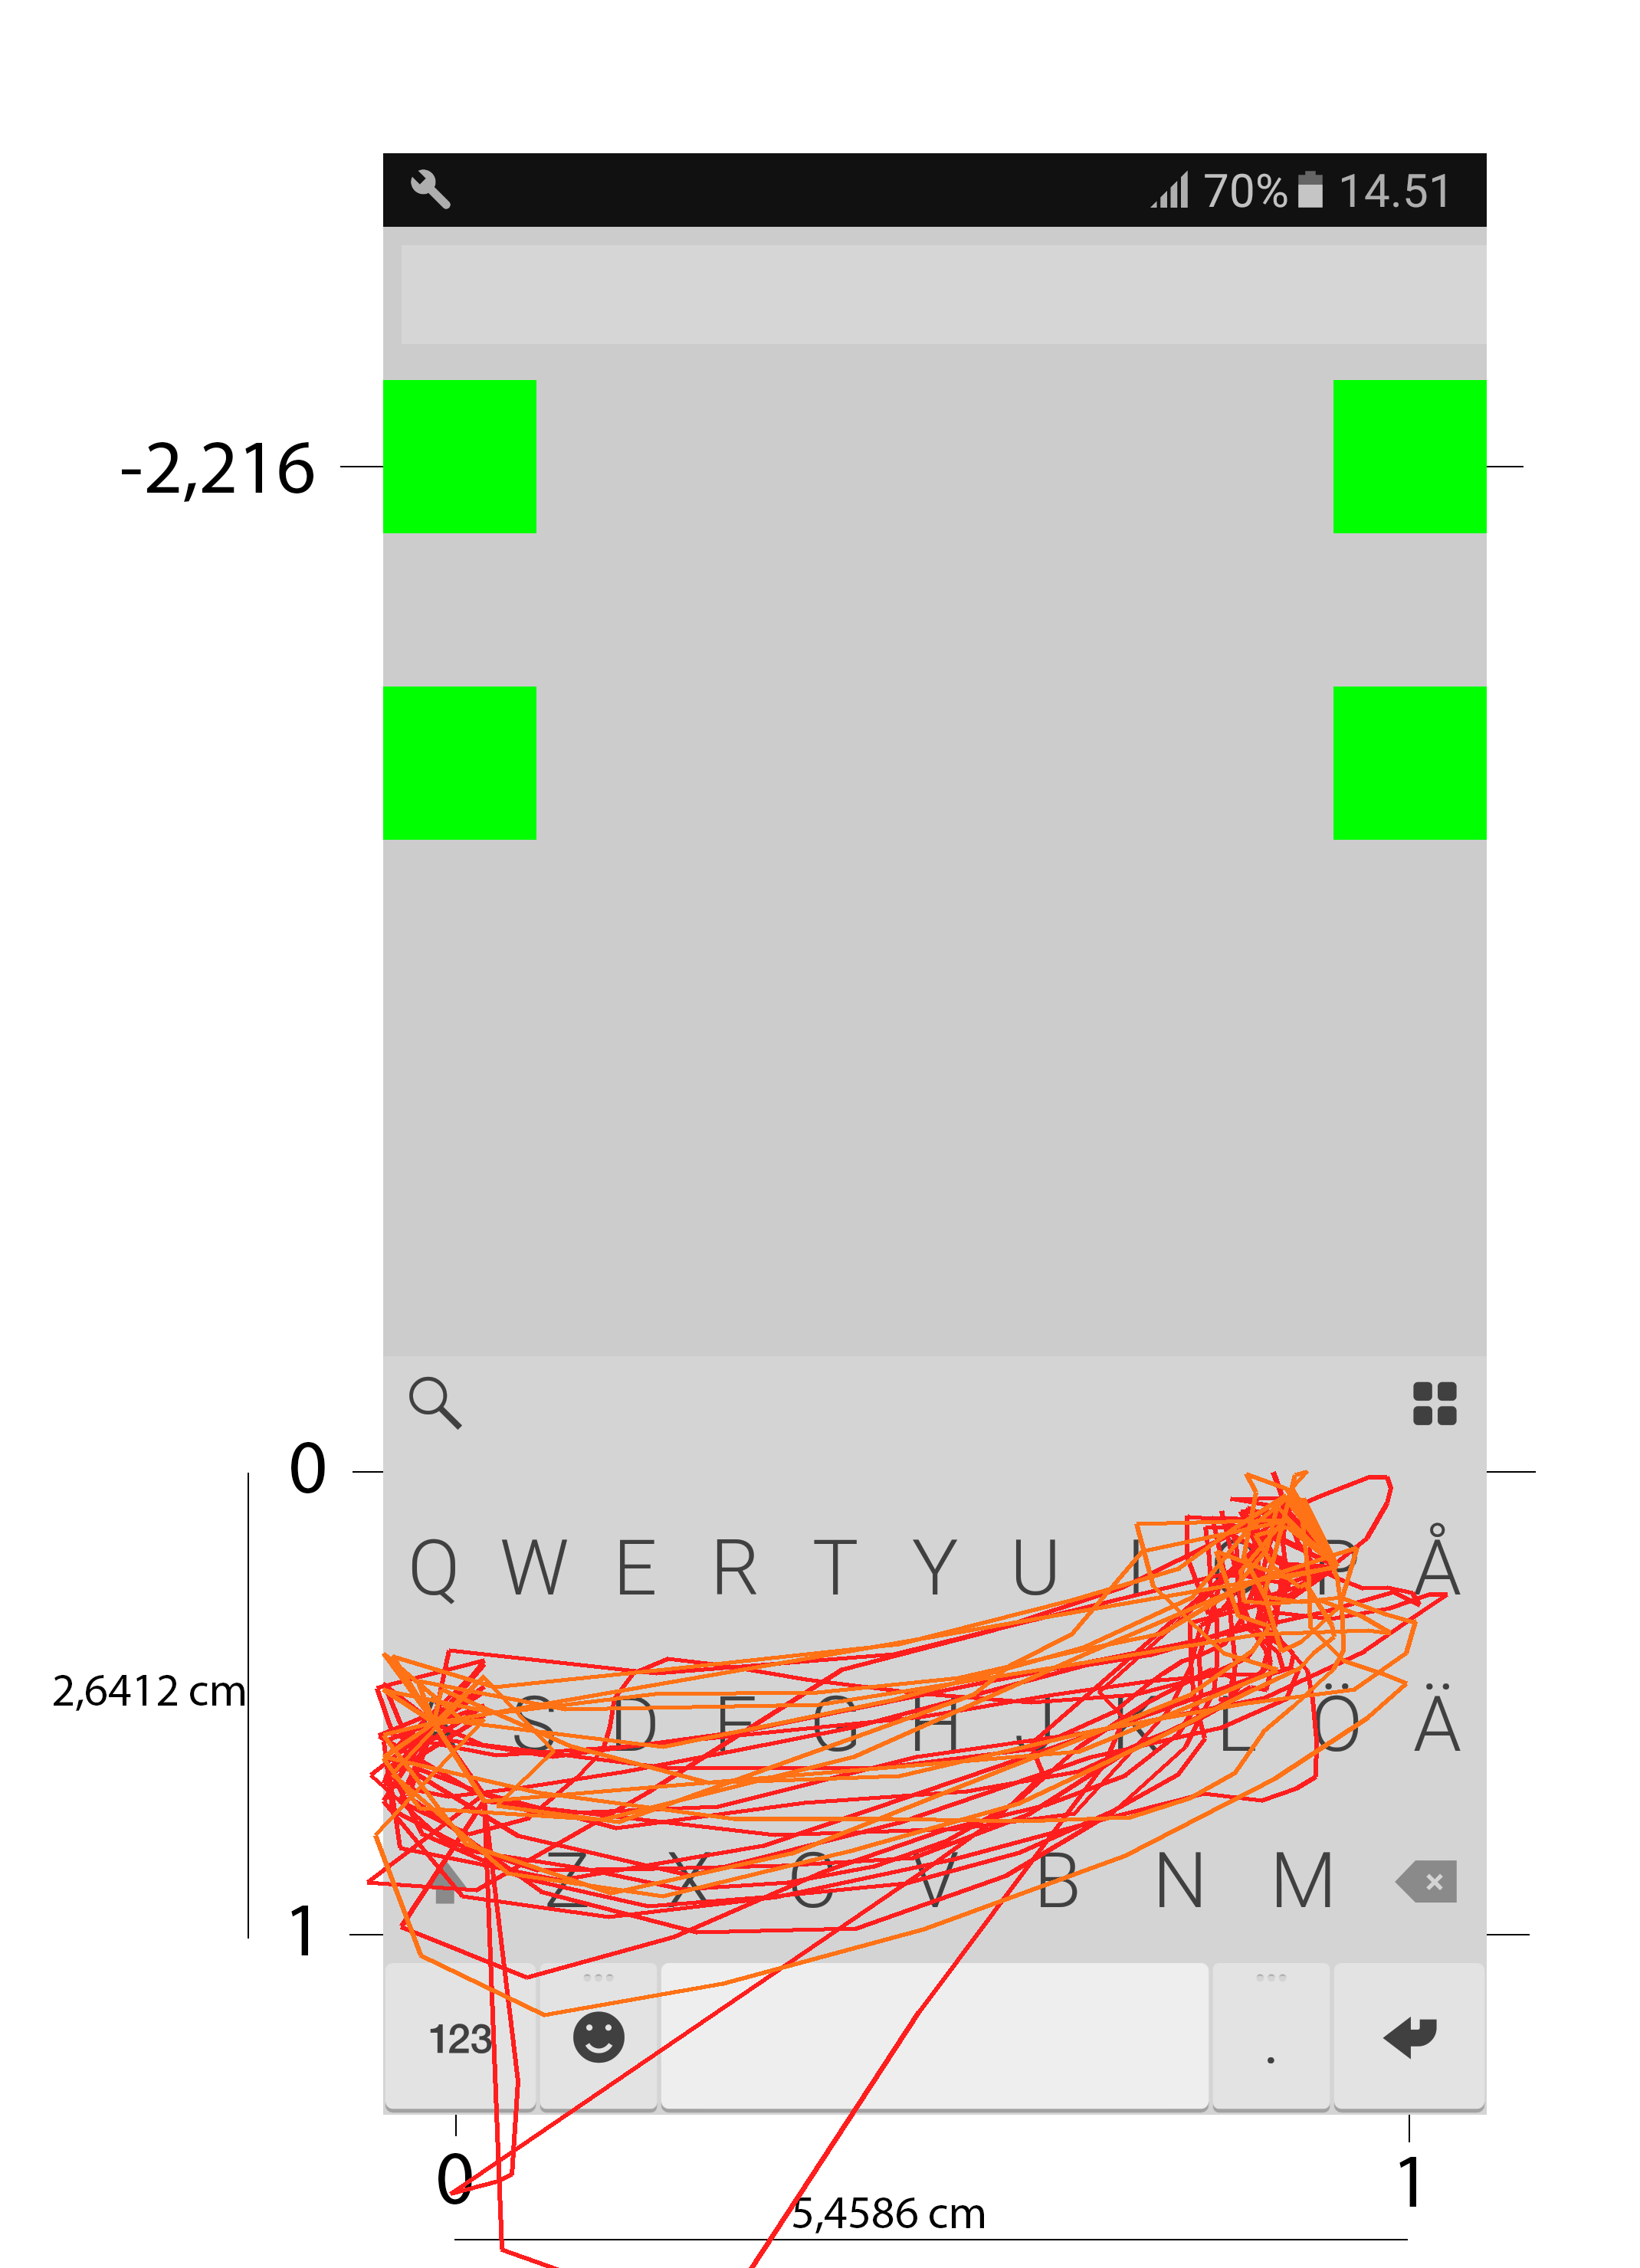 70% 14.51
-2,216
0
Q W E R T Y U I O P Å
2,6412 cm
S D F G H J K L Ö Ä
Z X C V B N M
1
123 .
0 1
5,4586 cm